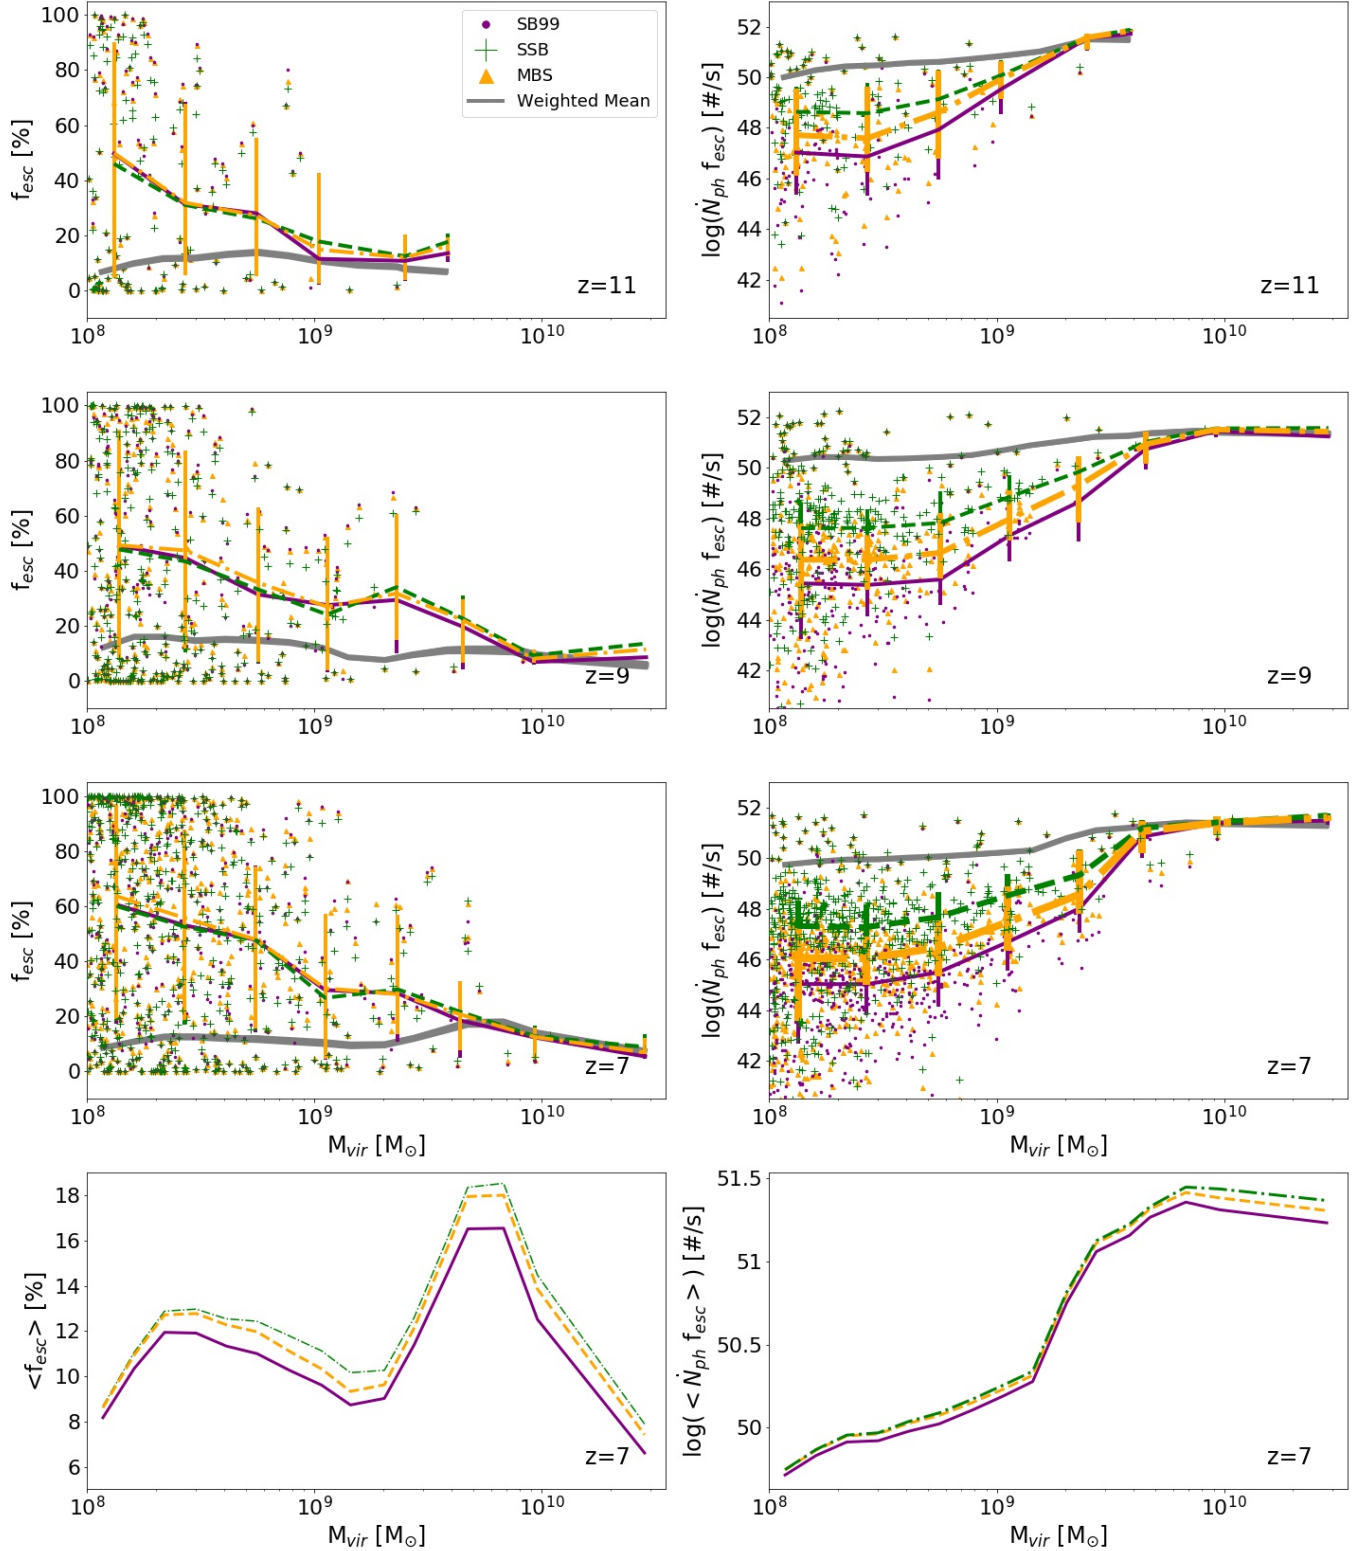 f_esc [%]
100
80
60
40
20
0
SB99
SSB
MBS
Weighted Mean
z=11
10^8
10^9
10^10
log(Ṅ_ph f_esc) [#/s]
52
50
48
46
44
42
z=11
10^8
10^9
10^10
f_esc [%]
100
80
60
40
20
0
z=9
10^8
10^9
10^10
log(Ṅ_ph f_esc) [#/s]
52
50
48
46
44
42
z=9
10^8
10^9
10^10
f_esc [%]
100
80
60
40
20
0
z=7
10^8
10^9
10^10
M_vir [M_⊙]
log(Ṅ_ph f_esc) [#/s]
52
50
48
46
44
42
z=7
10^8
10^9
10^10
M_vir [M_⊙]
<f_esc> [%]
18
16
14
12
10
8
6
z=7
10^8
10^9
10^10
M_vir [M_⊙]
log(<Ṅ_ph f_esc>) [#/s]
51.5
51
50.5
50
z=7
10^8
10^9
10^10
M_vir [M_⊙]